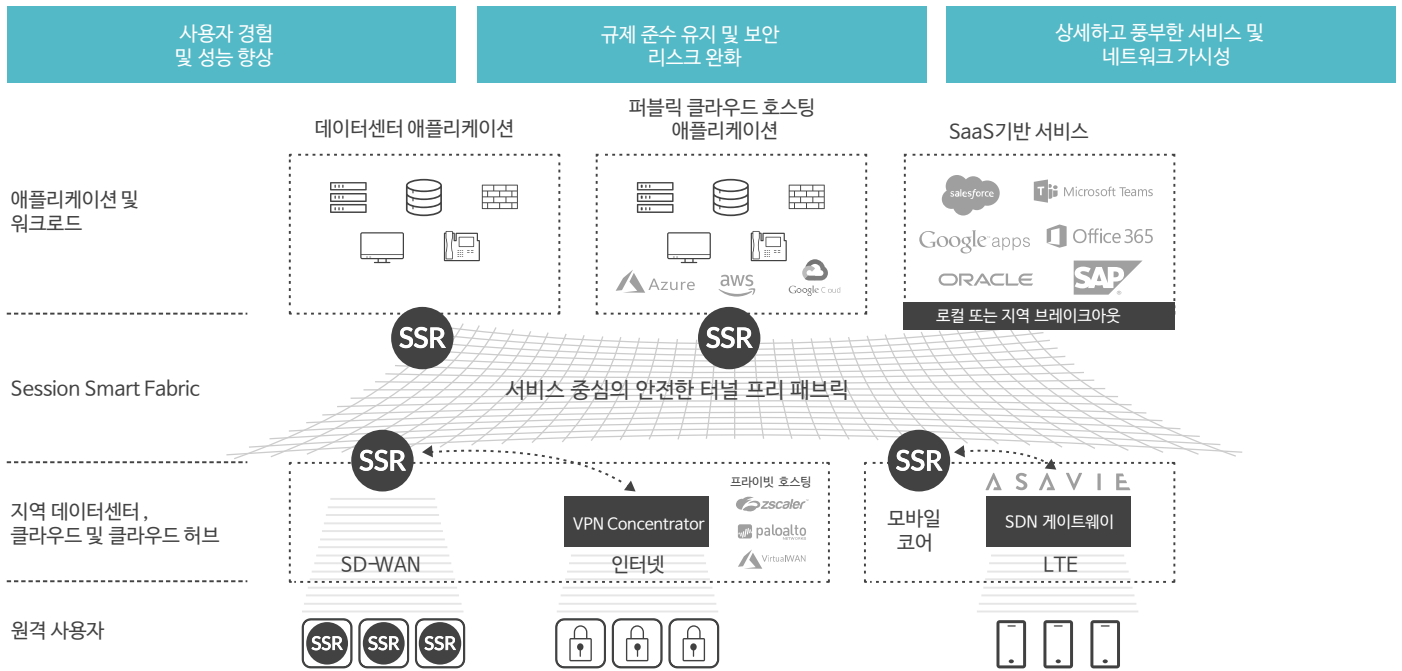 사용자 경험
및 성능 향상
규제 준수 유지 및 보안
리스크 완화
상세하고 풍부한 서비스 및
네트워크 가시성
데이터센터 애플리케이션
퍼블릭 클라우드 호스팅
애플리케이션
SaaS기반 서비스
애플리케이션 및
워크로드
salesforce
Microsoft Teams
Google apps
Office 365
ORACLE
SAP
Azure
aws
Google Cloud
로컬 또는 지역 브레이크아웃
SSR
SSR
Session Smart Fabric
서비스 중심의 안전한 터널 프리 패브릭
SSR
SSR
지역 데이터센터 ,
클라우드 및 클라우드 허브
SD-WAN
VPN Concentrator
인터넷
프라이빗 호스팅
zscaler
paloalto
NETWORKS
VirtualWAN
모바일
코어
ASAVIE
SDN 게이트웨이
LTE
원격 사용자
SSR
SSR
SSR